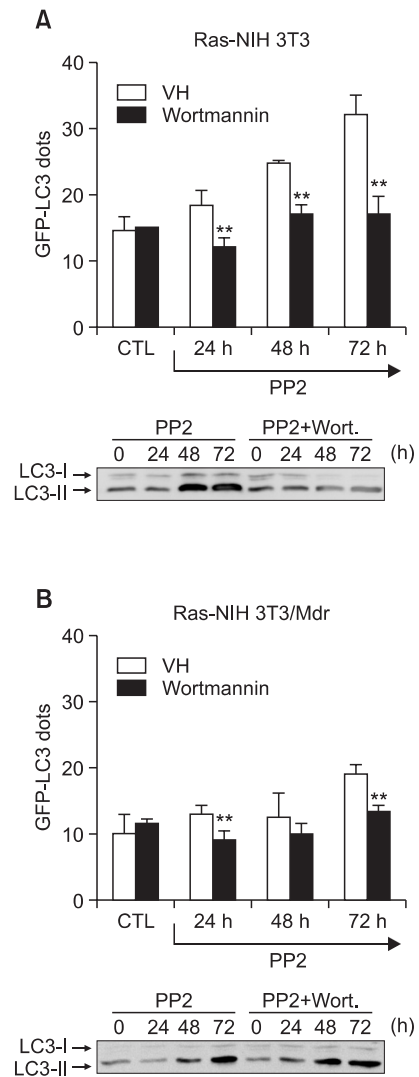 A
Ras-NIH 3T3
40
30
20
10
0
GFP-LC3 dots
VH
Wortmannin
** ** **
CTL 24 h 48 h 72 h
PP2
PP2 PP2+Wort.
0 24 48 72 0 24 48 72 (h)
LC3-I
LC3-II
B
Ras-NIH 3T3/Mdr
40
30
20
10
0
GFP-LC3 dots
VH
Wortmannin
** **
CTL 24 h 48 h 72 h
PP2
PP2 PP2+Wort.
0 24 48 72 0 24 48 72 (h)
LC3-I
LC3-II